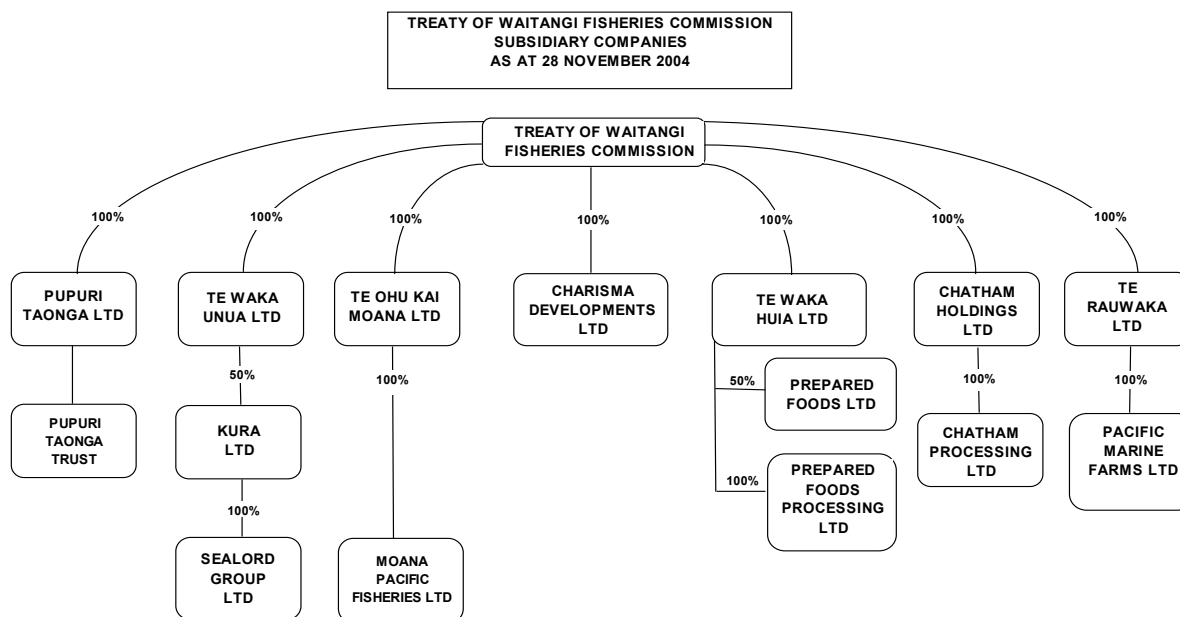 TREATY OF WAITANGI FISHERIES COMMISSION
SUBSIDIARY COMPANIES
AS AT 28 NOVEMBER 2004
TREATY OF WAITANGI
FISHERIES COMMISSION
100%
100%
100%
100%
100%
100%
100%
PUPURI
TAONGA LTD
TE WAKA
UNUA LTD
TE OHU KAI
MOANA LTD
CHARISMA
DEVELOPMENTS
LTD
TE WAKA
HUIA LTD
CHATHAM
HOLDINGS
LTD
TE
RAUWAKA
LTD
50%
100%
50%
100%
100%
PUPURI
TAONGA
TRUST
KURA
LTD
PREPARED
FOODS LTD
CHATHAM
PROCESSING
LTD
PACIFIC
MARINE
FARMS LTD
100%
100%
PREPARED
FOODS
PROCESSING
LTD
SEALORD
GROUP
LTD
MOANA
PACIFIC
FISHERIES LTD